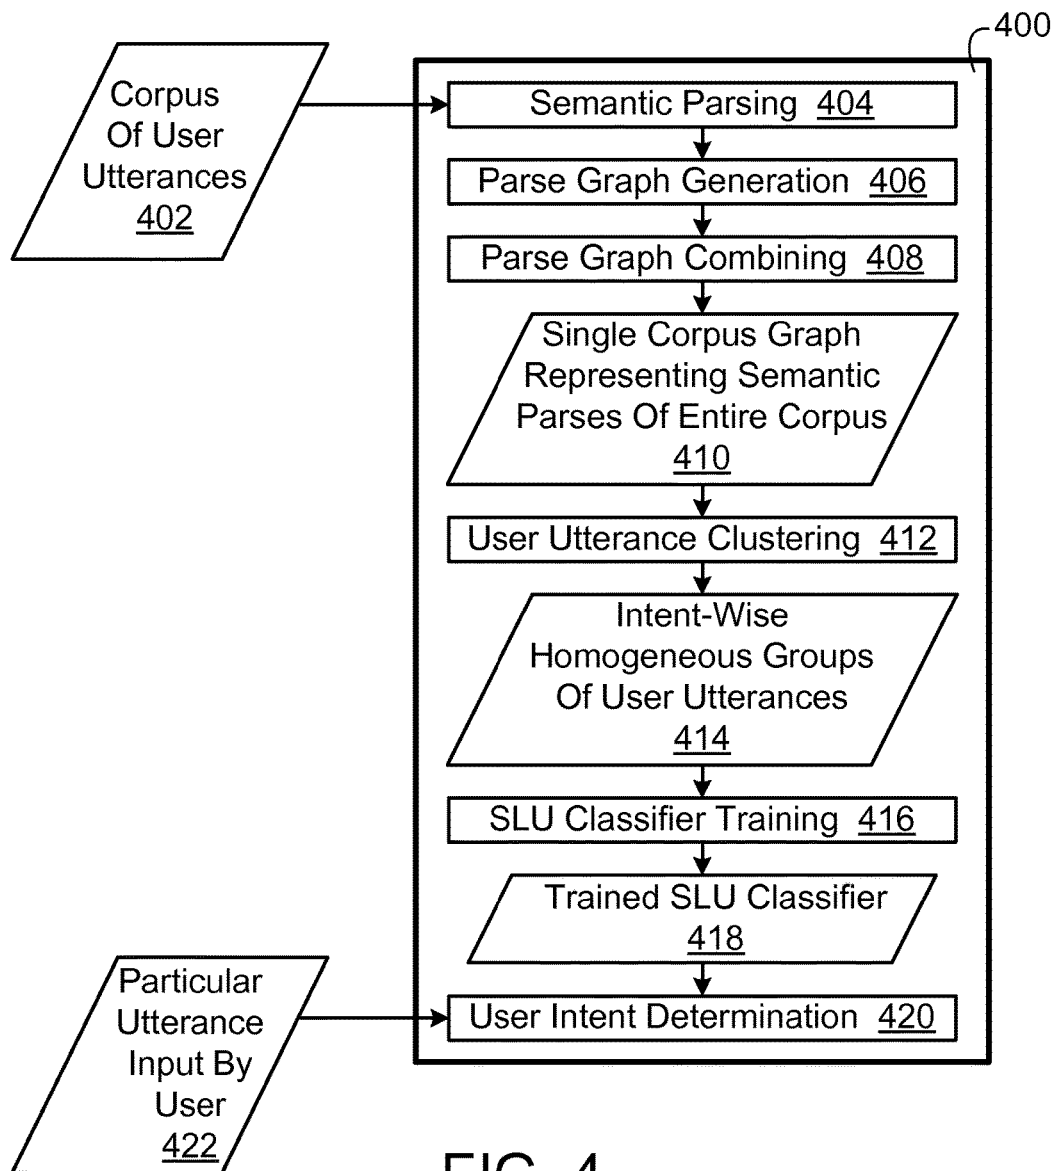 400
Corpus
Of User
Utterances
402
Semantic Parsing 404
Parse Graph Generation 406
Parse Graph Combining 408
Single Corpus Graph
Representing Semantic
Parses Of Entire Corpus
410
User Utterance Clustering 412
Intent-Wise
Homogeneous Groups
Of User Utterances
414
SLU Classifier Training 416
Trained SLU Classifier
418
User Intent Determination 420
Particular
Utterance
Input By
User
422
FIG. 4